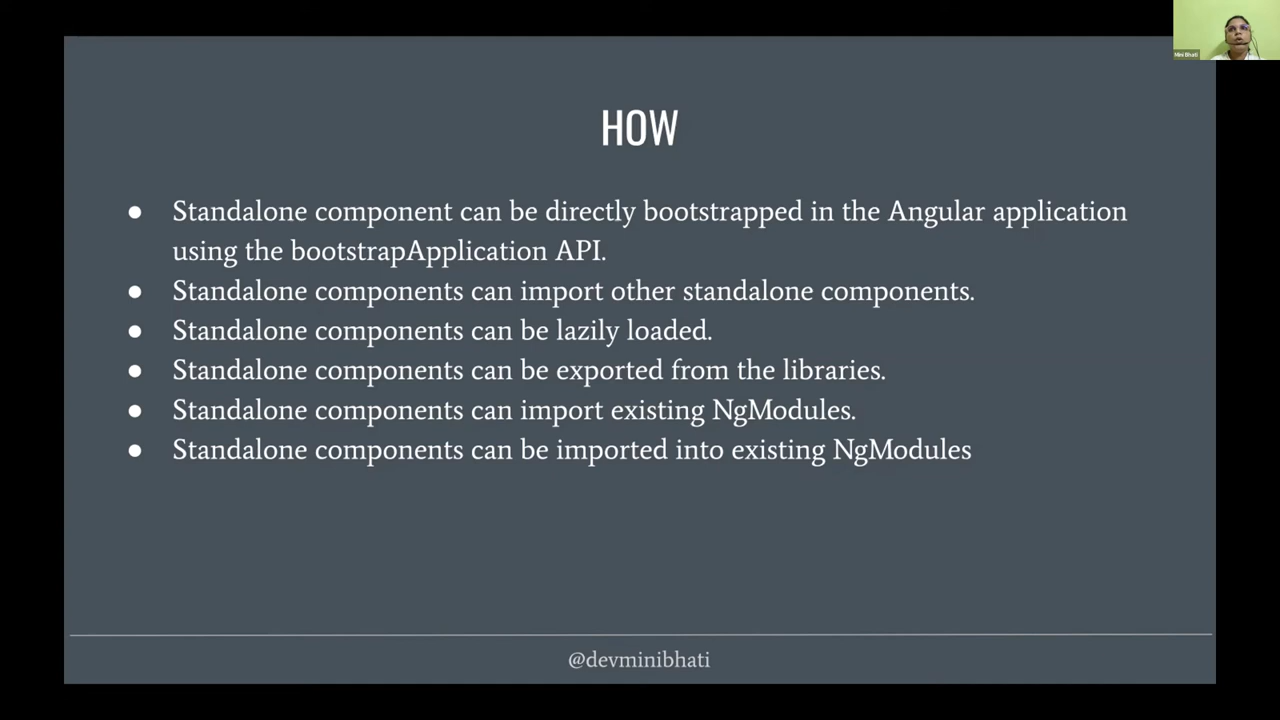 Mini Bhati
HOW
● Standalone component can be directly bootstrapped in the Angular application
using the bootstrapApplication API.
● Standalone components can import other standalone components.
● Standalone components can be lazily loaded.
● Standalone components can be exported from the libraries.
● Standalone components can import existing NgModules.
● Standalone components can be imported into existing NgModules
@devminibhati